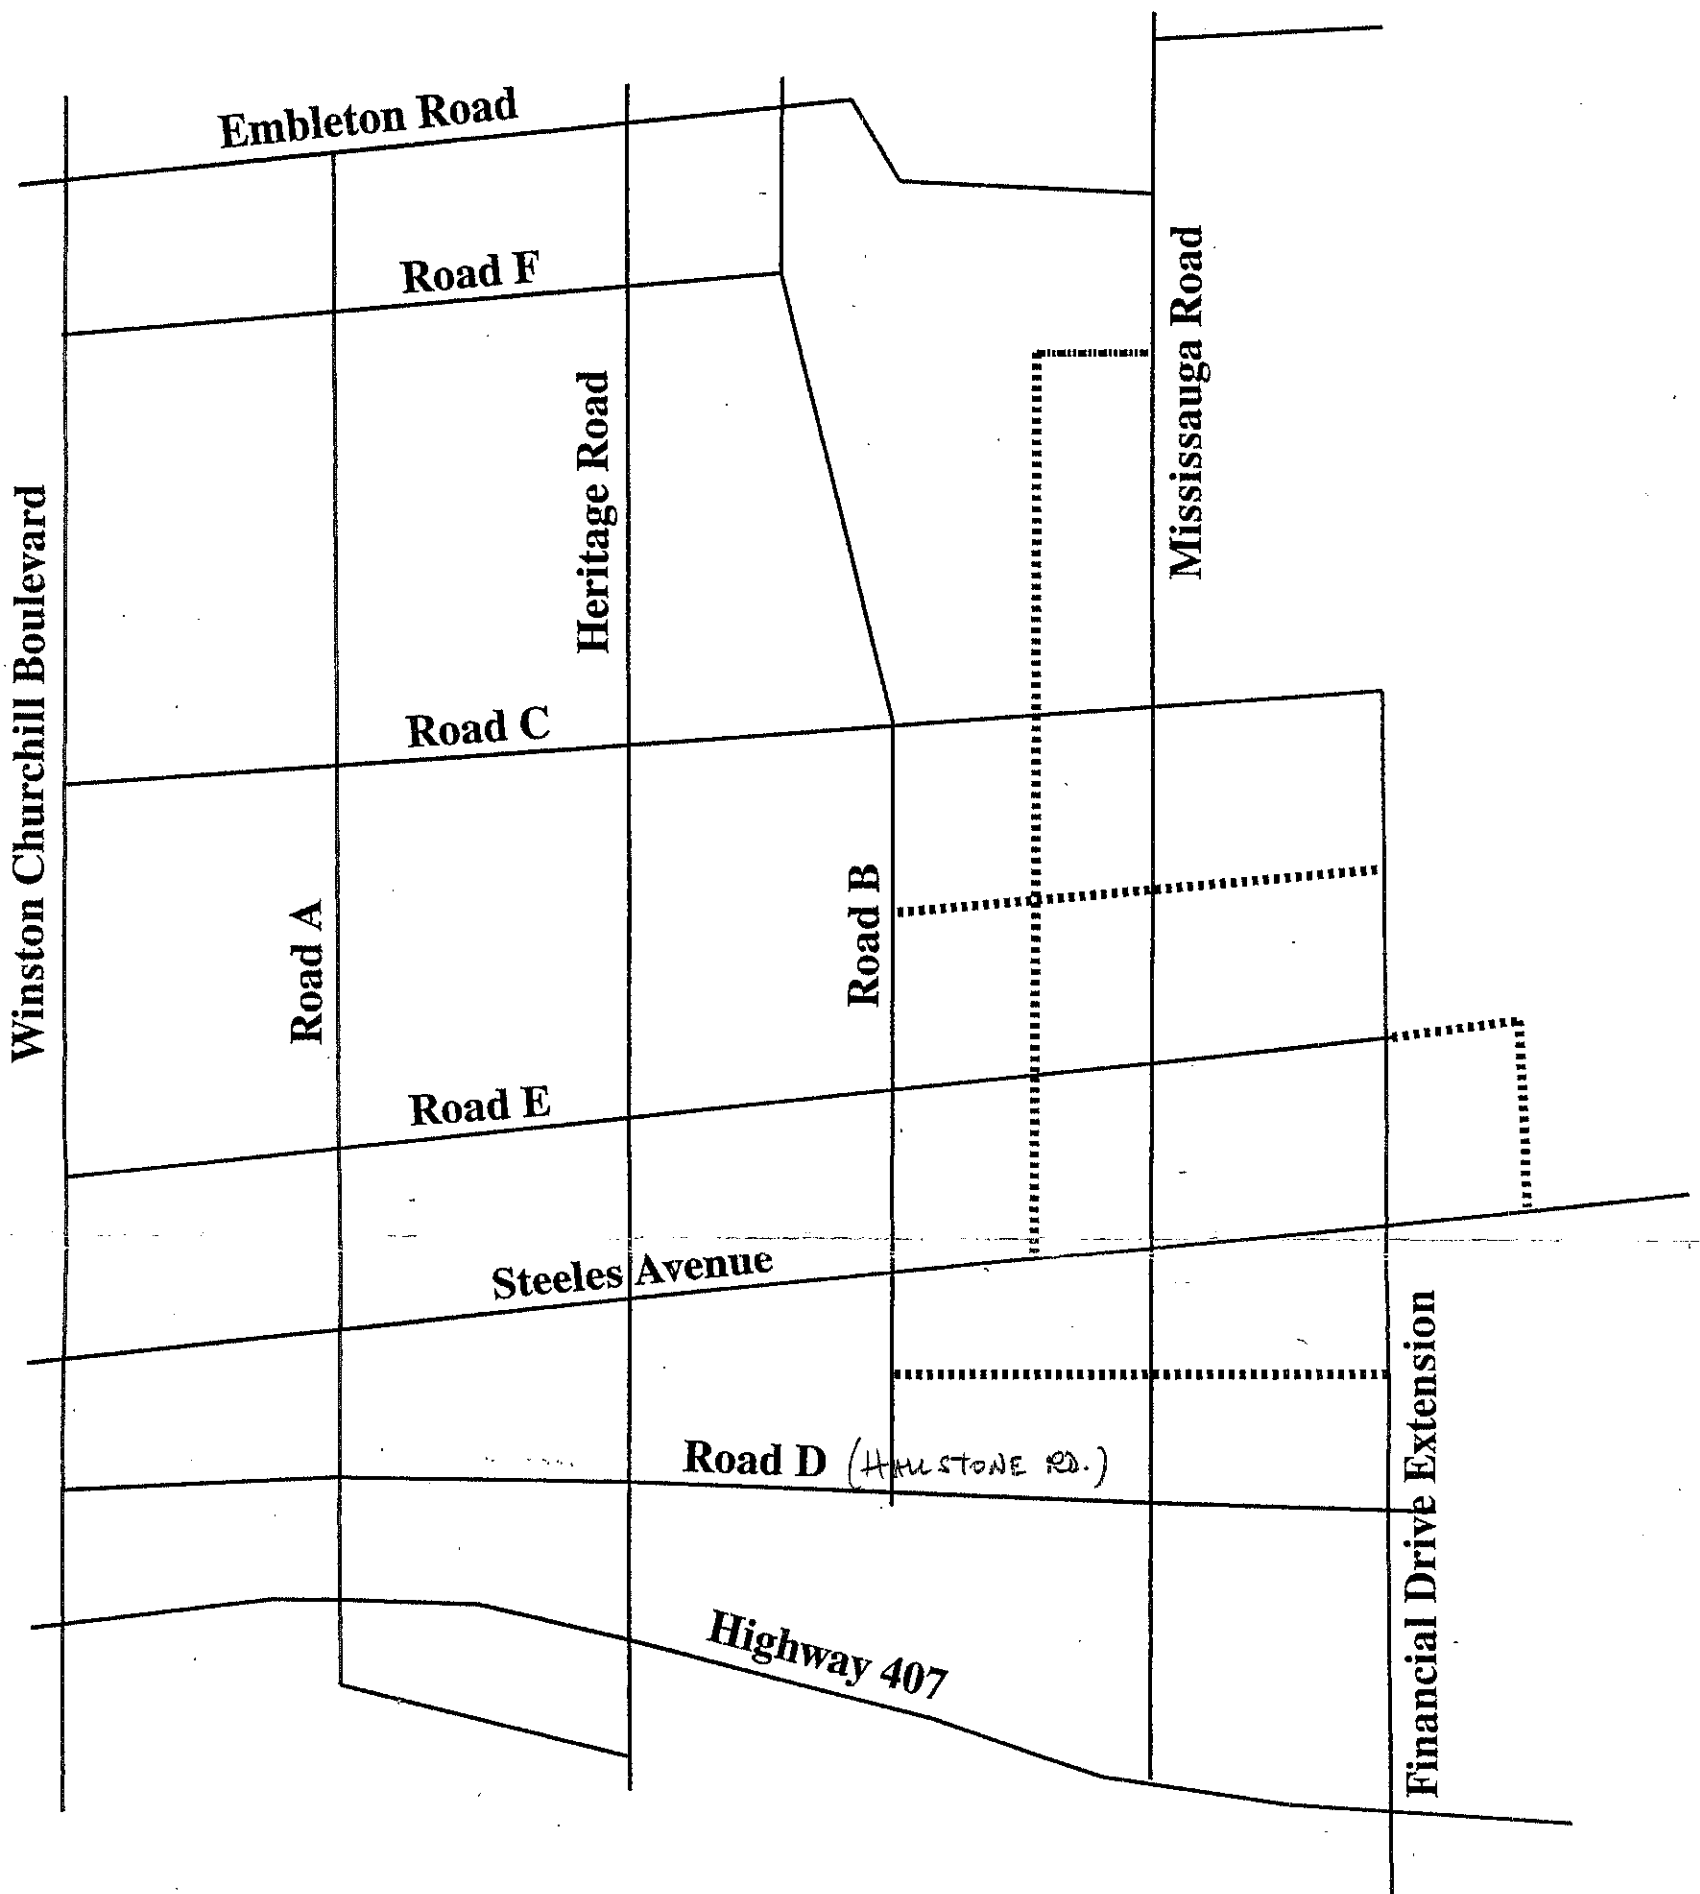 Embleton Road
Road F
Mississauga Road
Heritage Road
Winston Churchill Boulevard
Road C
Road B
Road A
Road E
Steeles Avenue
Road D (HALLSTONE RD.)
Financial Drive Extension
Highway 407